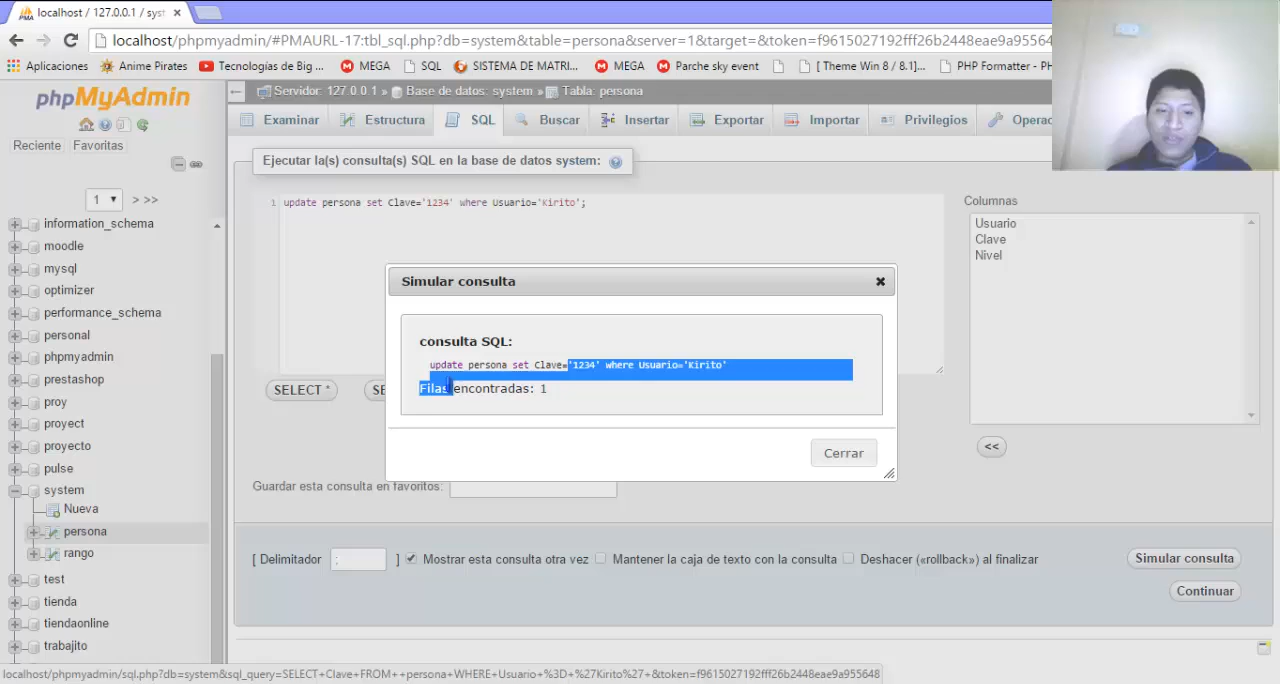 localhost / 127.0.0.1 / syst
localhost/phpmyadmin/#PMAURL-17:tbl_sql.php?db=system&table=persona&server=1&target=&token=f9615027192fff26b2448eae9a95564
Aplicaciones
Anime Pirates
Tecnologías de Big ...
MEGA
SQL
SISTEMA DE MATRI...
MEGA
Parche sky event
[ Theme Win 8 / 8.1]...
PHP Formatter - PH
phpMyAdmin
Servidor: 127.0.0.1 » Base de datos: system » Tabla: persona
Examinar
Estructura
SQL
Buscar
Insertar
Exportar
Importar
Privilegios
Operac
Reciente
Favoritas
1
> >>
information_schema
moodle
mysql
optimizer
performance_schema
personal
phpmyadmin
prestashop
proy
proyect
proyecto
pulse
system
Nueva
persona
rango
test
tienda
tiendaonline
trabajito
Ejecutar la(s) consulta(s) SQL en la base de datos system:
1 update persona set Clave='1234' where Usuario='Kirito';
Columnas
Usuario
Clave
Nivel
<<
SELECT *
SE
Simular consulta
consulta SQL:
update persona set Clave='1234' where Usuario='Kirito'
Filas encontradas: 1
Cerrar
Guardar esta consulta en favoritos:
[ Delimitador ; ] Mostrar esta consulta otra vez Mantener la caja de texto con la consulta Deshacer («rollback») al finalizar
Simular consulta
Continuar
localhost/phpmyadmin/sql.php?db=system&sql_query=SELECT+Clave+FROM++persona+WHERE+Usuario+%3D+%27Kirito%27+&token=f9615027192fff26b2448eae9a955648